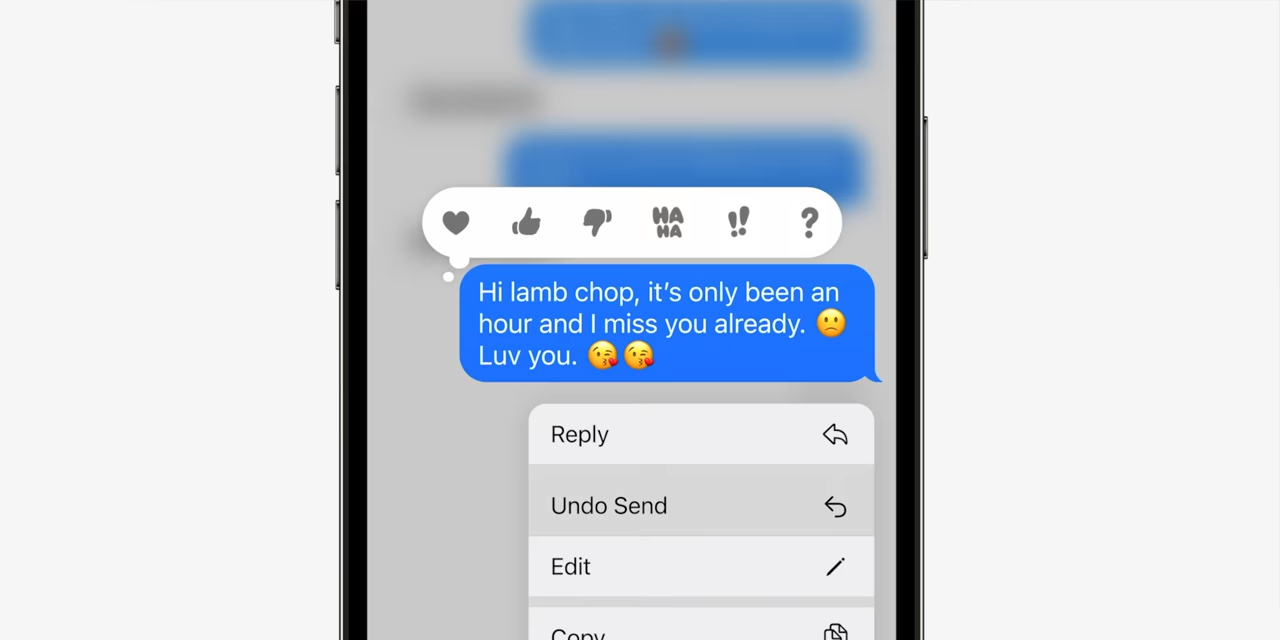 HA
HA
Hi lamb chop, it’s only been an
hour and I miss you already. 🙁
Luv you. 😘😘
Reply
Undo Send
Edit
Copy